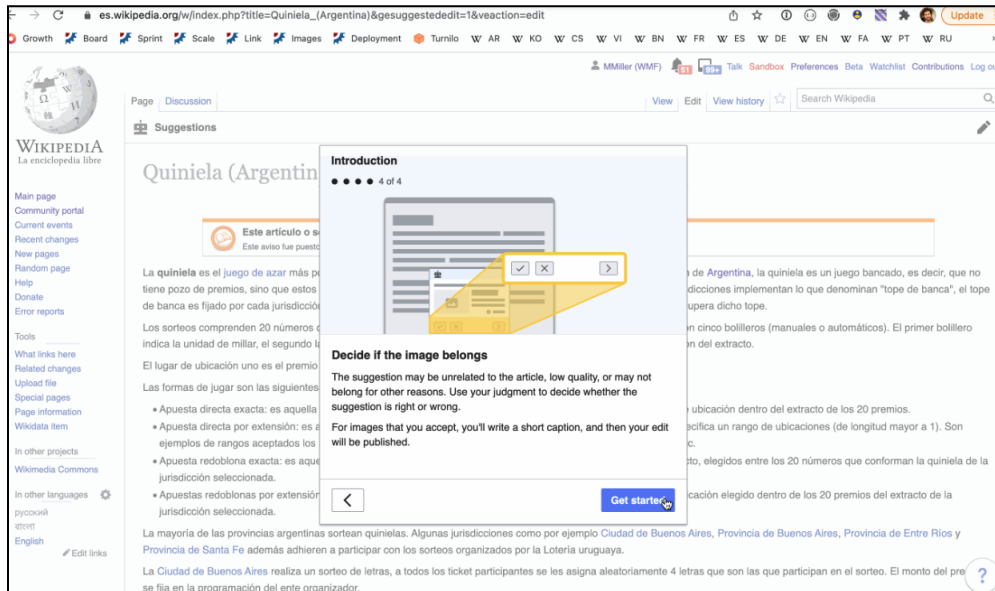 es.wikipedia.org/w/index.php?title=Quiniela_(Argentina)&gesuggestededit=1&veaction=edit
Update
Growth Board Sprint Scale Link Images Deployment Turnilo W AR W KO W CS W VI W BN W FR W ES W DE W EN W FA W PT W RU
MMiller (WMF) 51 99+ Talk Sandbox Preferences Beta Watchlist Contributions Log ou
Page Discussion
View Edit View history
Search Wikipedia
Suggestions
WIKIPEDIA
La enciclopedia libre
Main page
Community portal
Current events
Recent changes
New pages
Random page
Help
Donate
Error reports
Tools
What links here
Related changes
Upload file
Special pages
Page information
Wikidata item
In other projects
Wikimedia Commons
In other languages
русский
English
Edit links
Quiniela (Argentin
Este artículo o s
Este aviso fue puesto
La quiniela es el juego de azar más p
de Argentina, la quiniela es un juego bancado, es decir, que no
tiene pozo de premios, sino que estos
dicciones implementan lo que denominan "tope de banca", el tope
de banca es fijado por cada jurisdicció
upera dicho tope.
Los sorteos comprenden 20 números
n cinco bolilleros (manuales o automáticos). El primer bolillero
indica la unidad de millar, el segundo l
n del extracto.
El lugar de ubicación uno es el premio
Las formas de jugar son las siguientes
Apuesta directa exacta: es aquella
ubicación dentro del extracto de los 20 premios.
Apuesta directa por extensión: es a
ecifica un rango de ubicaciones (de longitud mayor a 1). Son
ejemplos de rangos aceptados los
c.
Apuesta redoblona exacta: es aque
to, elegidos entre los 20 números que conforman la quiniela de la
jurisdicción seleccionada.
Apuestas redoblonas por extensión
cación elegido dentro de los 20 premios del extracto de la
jurisdicción seleccionada.
La mayoría de las provincias argentinas sortean quinielas. Algunas jurisdicciones como por ejemplo Ciudad de Buenos Aires, Provincia de Buenos Aires, Provincia de Entre Ríos y
Provincia de Santa Fe además adhieren a participar con los sorteos organizados por la Lotería uruguaya.
La Ciudad de Buenos Aires realiza un sorteo de letras, a todos los ticket participantes se les asigna aleatoriamente 4 letras que son las que participan en el sorteo. El monto del pre
se fija en la programación del ente organizador.
Introduction
4 of 4
Decide if the image belongs
The suggestion may be unrelated to the article, low quality, or may not
belong for other reasons. Use your judgment to decide whether the
suggestion is right or wrong.
For images that you accept, you'll write a short caption, and then your edit
will be published.
Get started
?